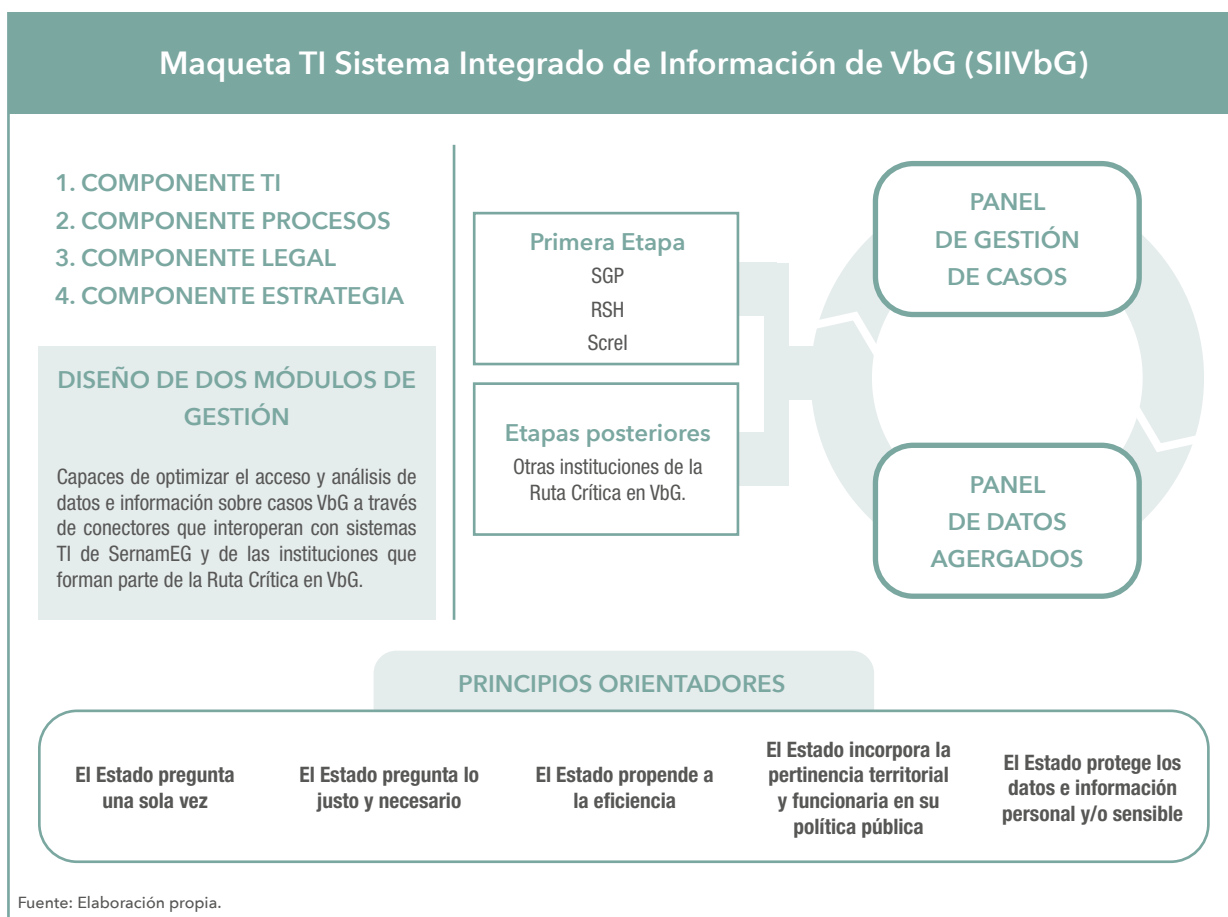 Maqueta TI Sistema Integrado de Información de VbG (SIIVbG)
1. COMPONENTE TI
2. COMPONENTE PROCESOS
3. COMPONENTE LEGAL
4. COMPONENTE ESTRATEGIA
DISEÑO DE DOS MÓDULOS DE
GESTIÓN
Capaces de optimizar el acceso y análisis de
datos e información sobre casos VbG a través
de conectores que interoperan con sistemas
TI de SernamEG y de las instituciones que
forman parte de la Ruta Crítica en VbG.
Primera Etapa
SGP
RSH
Screl
Etapas posteriores
Otras instituciones de la
Ruta Crítica en VbG.
PANEL
DE GESTIÓN
DE CASOS
PANEL
DE DATOS
AGERGADOS
PRINCIPIOS ORIENTADORES
El Estado pregunta
una sola vez
El Estado pregunta lo
justo y necesario
El Estado propende a
la eficiencia
El Estado incorpora la
pertinencia territorial
y funcionaria en su
política pública
El Estado protege los
datos e información
personal y/o sensible
Fuente: Elaboración propia.